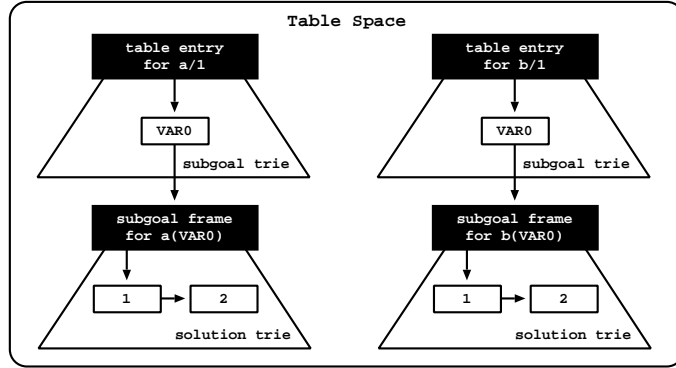 Table Space
table entry
for a/1
VAR0
subgoal trie
subgoal frame
for a(VAR0)
1
2
solution trie
table entry
for b/1
VAR0
subgoal trie
subgoal frame
for b(VAR0)
1
2
solution trie